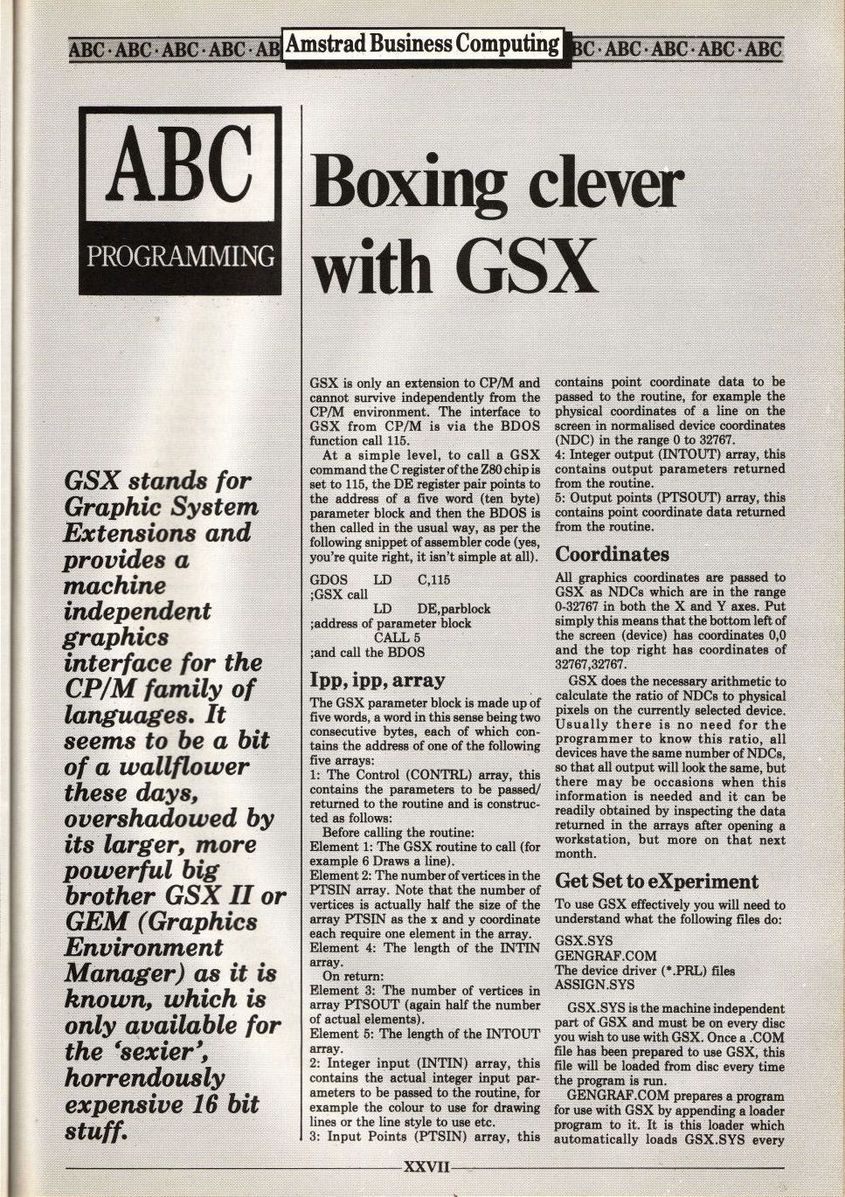 ABC · ABC · ABC · ABC · AB Amstrad Business Computing BC · ABC · ABC · ABC · ABC
ABC
PROGRAMMING
Boxing clever
with GSX
GSX stands for
Graphic System
Extensions and
provides a
machine
independent
graphics
interface for the
CP/M family of
languages. It
seems to be a bit
of a wallflower
these days,
overshadowed by
its larger, more
powerful big
brother GSX II or
GEM (Graphics
Environment
Manager) as it is
known, which is
only available for
the ‘sexier’,
horrendously
expensive 16 bit
stuff.
GSX is only an extension to CP/M and
cannot survive independently from the
CP/M environment. The interface to
GSX from CP/M is via the BDOS
function call 115.
At a simple level, to call a GSX
command the C register of the Z80 chip is
set to 115, the DE register pair points to
the address of a five word (ten byte)
parameter block and then the BDOS is
then called in the usual way, as per the
following snippet of assembler code (yes,
you're quite right, it isn't simple at all).
GDOS LD C,115
;GSX call
LD DE,parblock
;address of parameter block
CALL 5
;and call the BDOS
Ipp, ipp, array
The GSX parameter block is made up of
five words, a word in this sense being two
consecutive bytes, each of which con-
tains the address of one of the following
five arrays:
1: The Control (CONTRL) array, this
contains the parameters to be passed/
returned to the routine and is construc-
ted as follows:
Before calling the routine:
Element 1: The GSX routine to call (for
example 6 Draws a line).
Element 2: The number of vertices in the
PTSIN array. Note that the number of
vertices is actually half the size of the
array PTSIN as the x and y coordinate
each require one element in the array.
Element 4: The length of the INTIN
array.
On return:
Element 3: The number of vertices in
array PTSOUT (again half the number
of actual elements).
Element 5: The length of the INTOUT
array.
2: Integer input (INTIN) array, this
contains the actual integer input par-
ameters to be passed to the routine, for
example the colour to use for drawing
lines or the line style to use etc.
3: Input Points (PTSIN) array, this
contains point coordinate data to be
passed to the routine, for example the
physical coordinates of a line on the
screen in normalised device coordinates
(NDC) in the range 0 to 32767.
4: Integer output (INTOUT) array, this
contains output parameters returned
from the routine.
5: Output points (PTSOUT) array, this
contains point coordinate data returned
from the routine.
Coordinates
All graphics coordinates are passed to
GSX as NDCs which are in the range
0-32767 in both the X and Y axes. Put
simply this means that the bottom left of
the screen (device) has coordinates 0,0
and the top right has coordinates of
32767,32767.
GSX does the necessary arithmetic to
calculate the ratio of NDCs to physical
pixels on the currently selected device.
Usually there is no need for the
programmer to know this ratio, all
devices have the same number of NDCs,
so that all output will look the same, but
there may be occasions when this
information is needed and it can be
readily obtained by inspecting the data
returned in the arrays after opening a
workstation, but more on that next
month.
Get Set to eXperiment
To use GSX effectively you will need to
understand what the following files do:
GSX.SYS
GENGRAF.COM
The device driver (*.PRL) files
ASSIGN.SYS
GSX.SYS is the machine independent
part of GSX and must be on every disc
you wish to use with GSX. Once a .COM
file has been prepared to use GSX, this
file will be loaded from disc every time
the program is run.
GENGRAF.COM prepares a program
for use with GSX by appending a loader
program to it. It is this loader which
automatically loads GSX.SYS every
XXVII